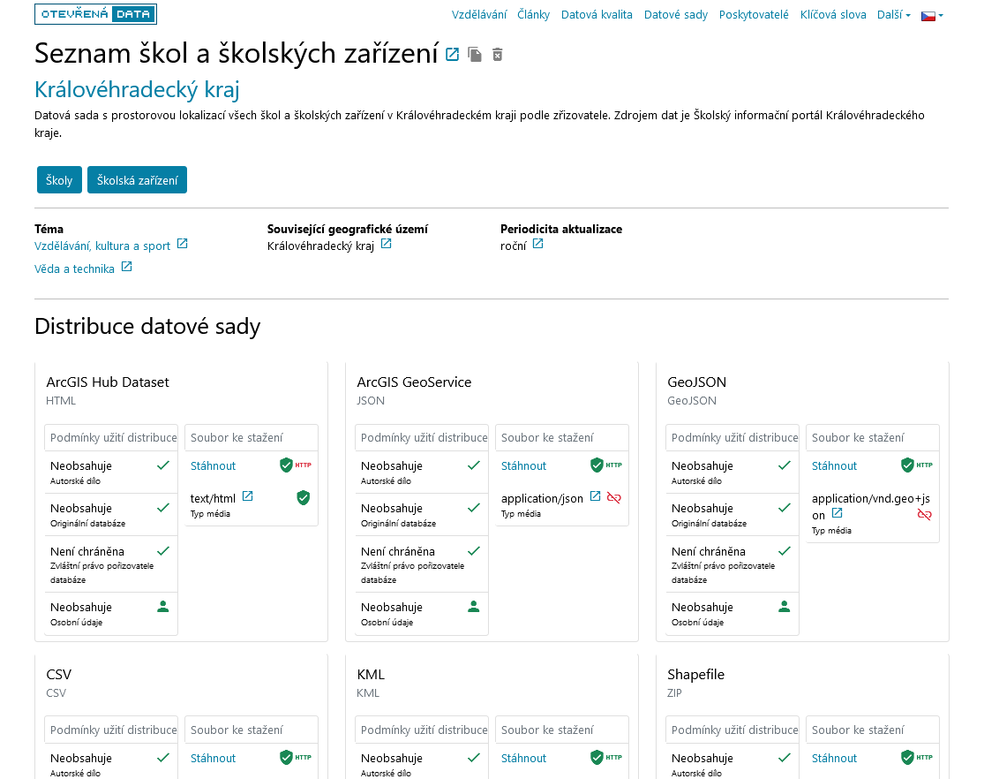 OTEVŘENÁ DATA
Vzdělávání Články Datová kvalita Datové sady Poskytovatelé Klíčová slova Další
Seznam škol a školských zařízení
Královéhradecký kraj
Datová sada s prostorovou lokalizací všech škol a školských zařízení v Královéhradeckém kraji podle zřizovatele. Zdrojem dat je Školský informační portál Královéhradeckého
kraje.
Školy Školská zařízení
Téma
Vzdělávání, kultura a sport
Věda a technika
Související geografické území
Královéhradecký kraj
Periodicita aktualizace
roční
Distribuce datové sady
ArcGIS Hub Dataset
HTML
Podmínky užití distribuce
Neobsahuje
Autorské dílo
Neobsahuje
Originální databáze
Není chráněna
Zvláštní právo pořizovatele
databáze
Neobsahuje
Osobní údaje
Soubor ke stažení
Stáhnout HTTP
text/html
Typ média
ArcGIS GeoService
JSON
Podmínky užití distribuce
Neobsahuje
Autorské dílo
Neobsahuje
Originální databáze
Není chráněna
Zvláštní právo pořizovatele
databáze
Neobsahuje
Osobní údaje
Soubor ke stažení
Stáhnout HTTP
application/json
Typ média
GeoJSON
GeoJSON
Podmínky užití distribuce
Neobsahuje
Autorské dílo
Neobsahuje
Originální databáze
Není chráněna
Zvláštní právo pořizovatele
databáze
Neobsahuje
Osobní údaje
Soubor ke stažení
Stáhnout HTTP
application/vnd.geo+js
on
Typ média
CSV
CSV
Podmínky užití distribuce
Neobsahuje
Autorské dílo
Soubor ke stažení
Stáhnout HTTP
KML
KML
Podmínky užití distribuce
Neobsahuje
Autorské dílo
Soubor ke stažení
Stáhnout HTTP
Shapefile
ZIP
Podmínky užití distribuce
Neobsahuje
Autorské dílo
Soubor ke stažení
Stáhnout HTTP